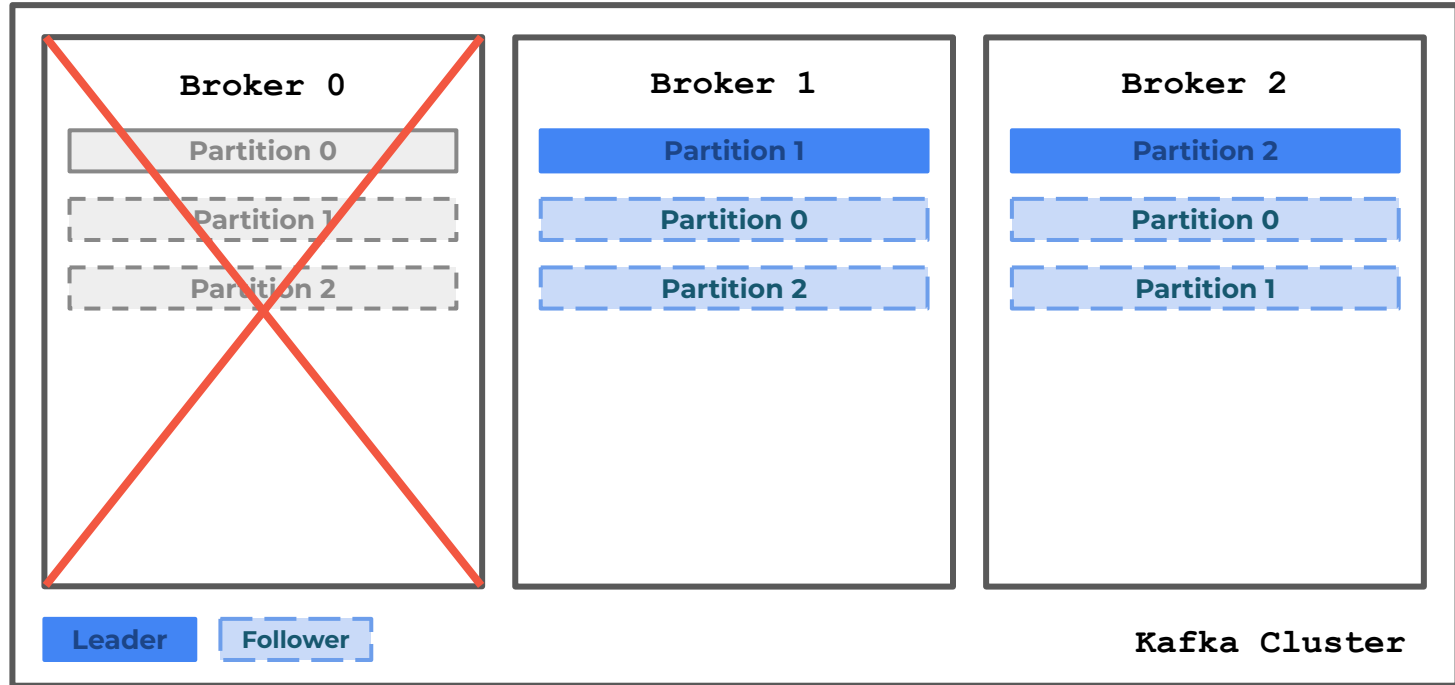 Broker 0
Partition 0
Partition 1
Partition 2
Broker 1
Partition 1
Partition 0
Partition 2
Broker 2
Partition 2
Partition 0
Partition 1
Leader
Follower
Kafka Cluster